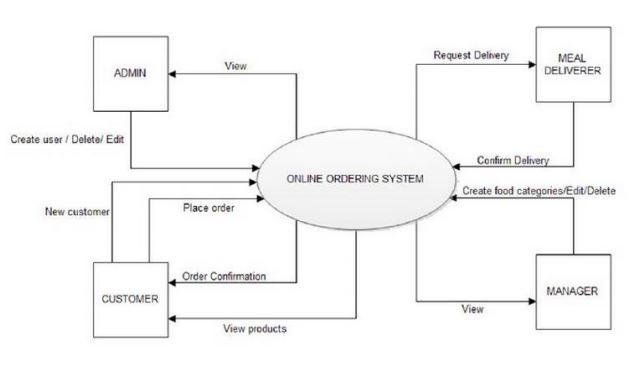 Request Delivery
MEAL
DELIVERER
ADMIN
View
Create user / Delete/ Edit
Confirm Delivery
ONLINE ORDERING SYSTEM
Create food categories/Edit/Delete
New customer
Place order
Order Confirmation
CUSTOMER
MANAGER
View
View products